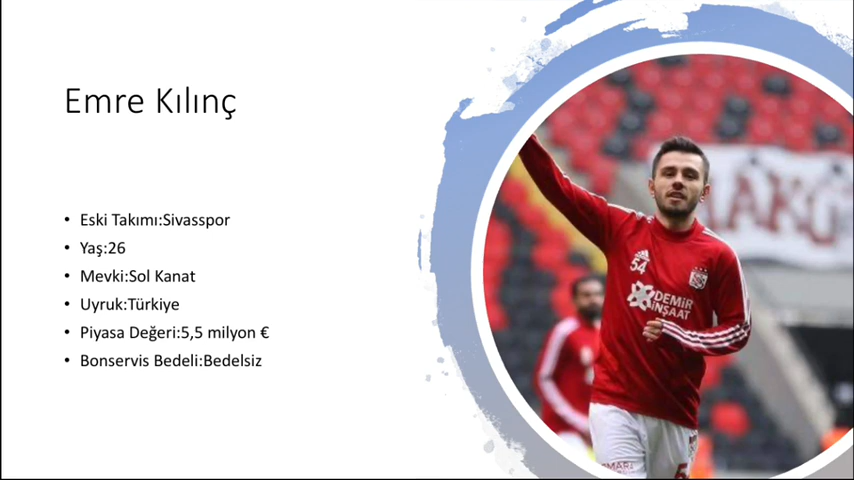 Emre Kılınç
• Eski Takımı:Sivasspor
• Yaş:26
• Mevki:Sol Kanat
• Uyruk:Türkiye
• Piyasa Değeri:5,5 milyon €
• Bonservis Bedeli:Bedelsiz
54
DEMİR
İNŞAAT